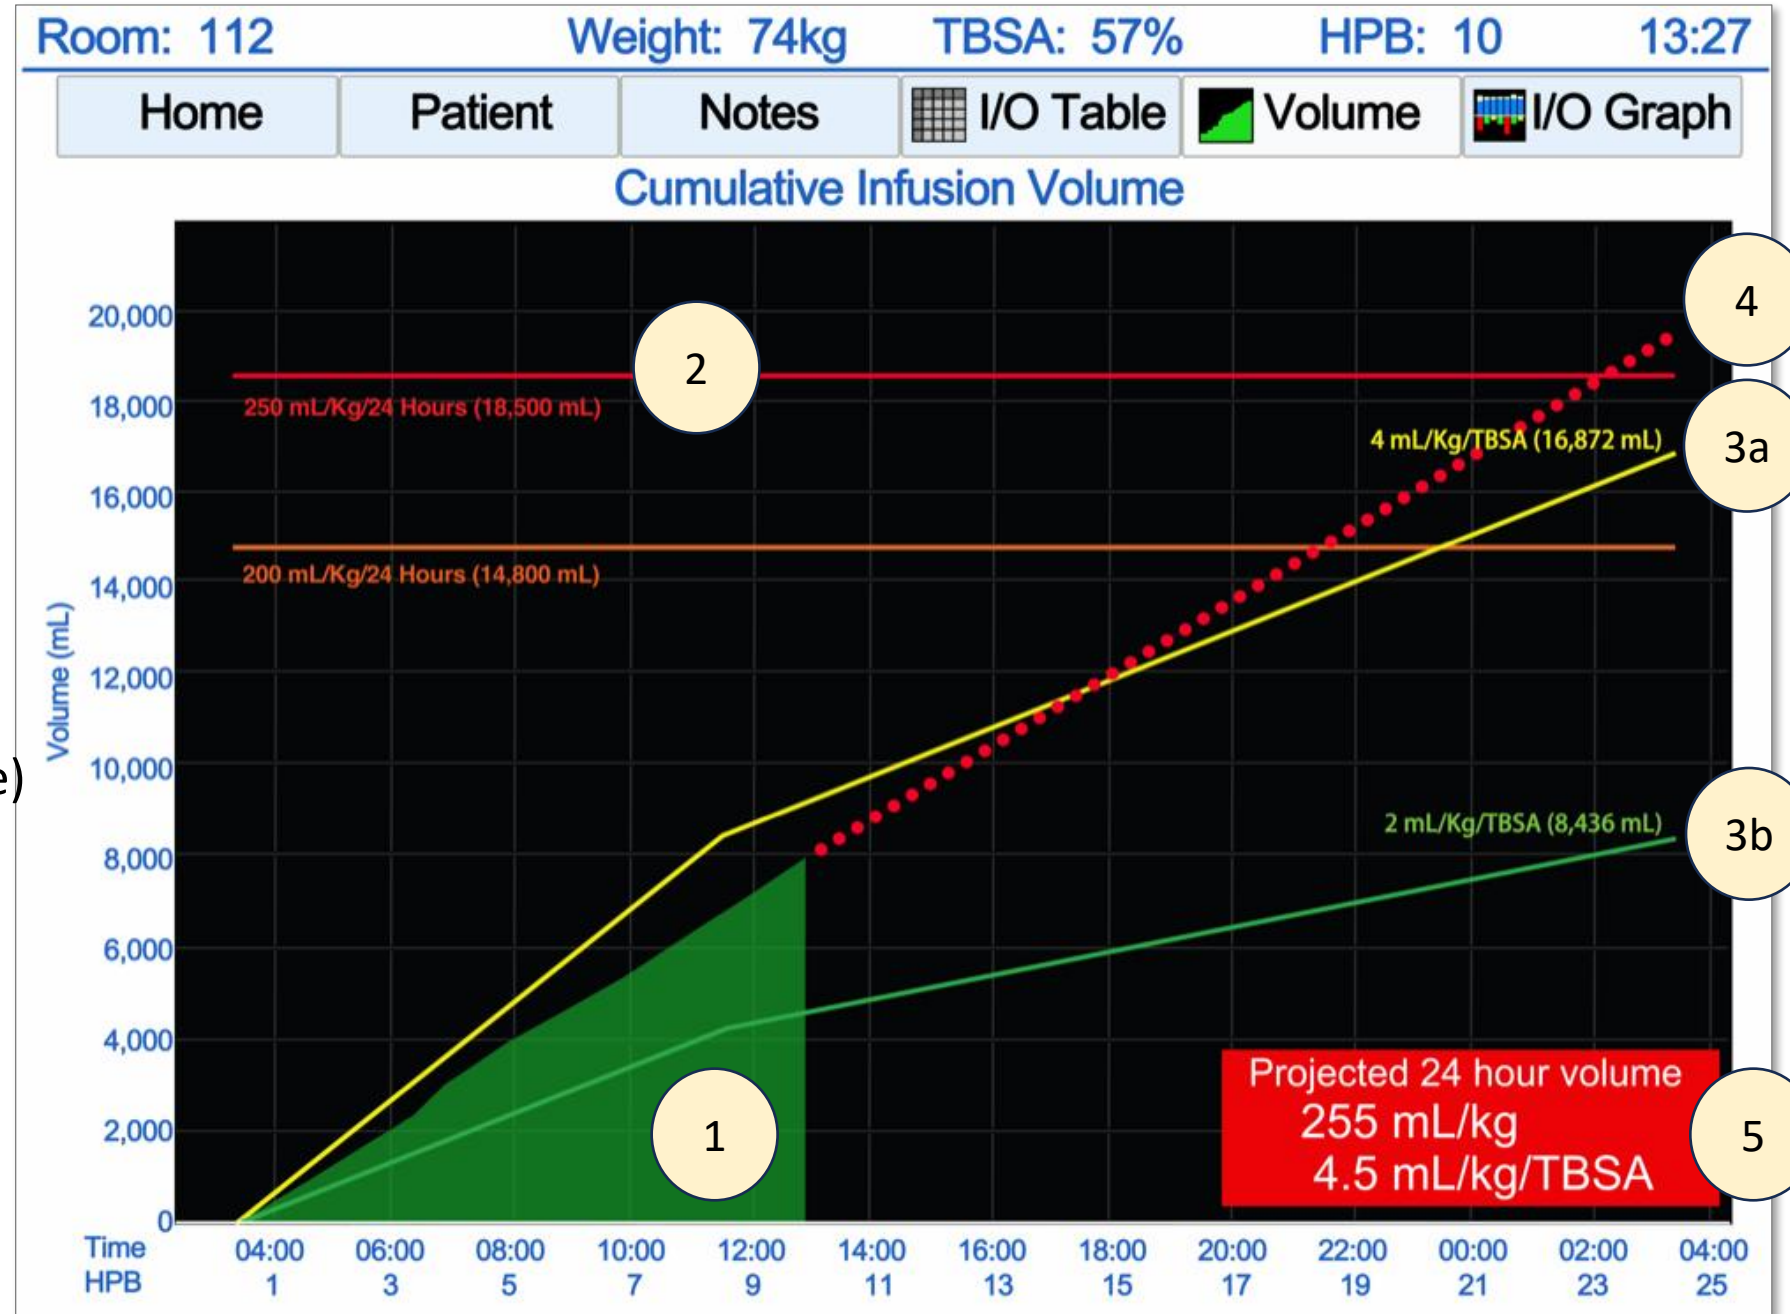 Room: 112 Weight: 74kg TBSA: 57% HPB: 10 13:27
Home Patient Notes I/O Table Volume I/O Graph
Cumulative Infusion Volume
4
20,000
2
18,000
250 mL/Kg/24 Hours (18,500 mL)
4 mL/Kg/TBSA (16,872 mL)
3a
16,000
200 mL/Kg/24 Hours (14,800 mL)
14,000
Volume (mL)
12,000
10,000
e)
2 mL/Kg/TBSA (8,436 mL)
3b
8,000
6,000
4,000
Projected 24 hour volume
255 mL/kg
4.5 mL/kg/TBSA
5
2,000
1
0
Time 04:00 06:00 08:00 10:00 12:00 14:00 16:00 18:00 20:00 22:00 00:00 02:00 04:00
HPB 1 3 5 7 9 11 13 15 17 19 21 23 25